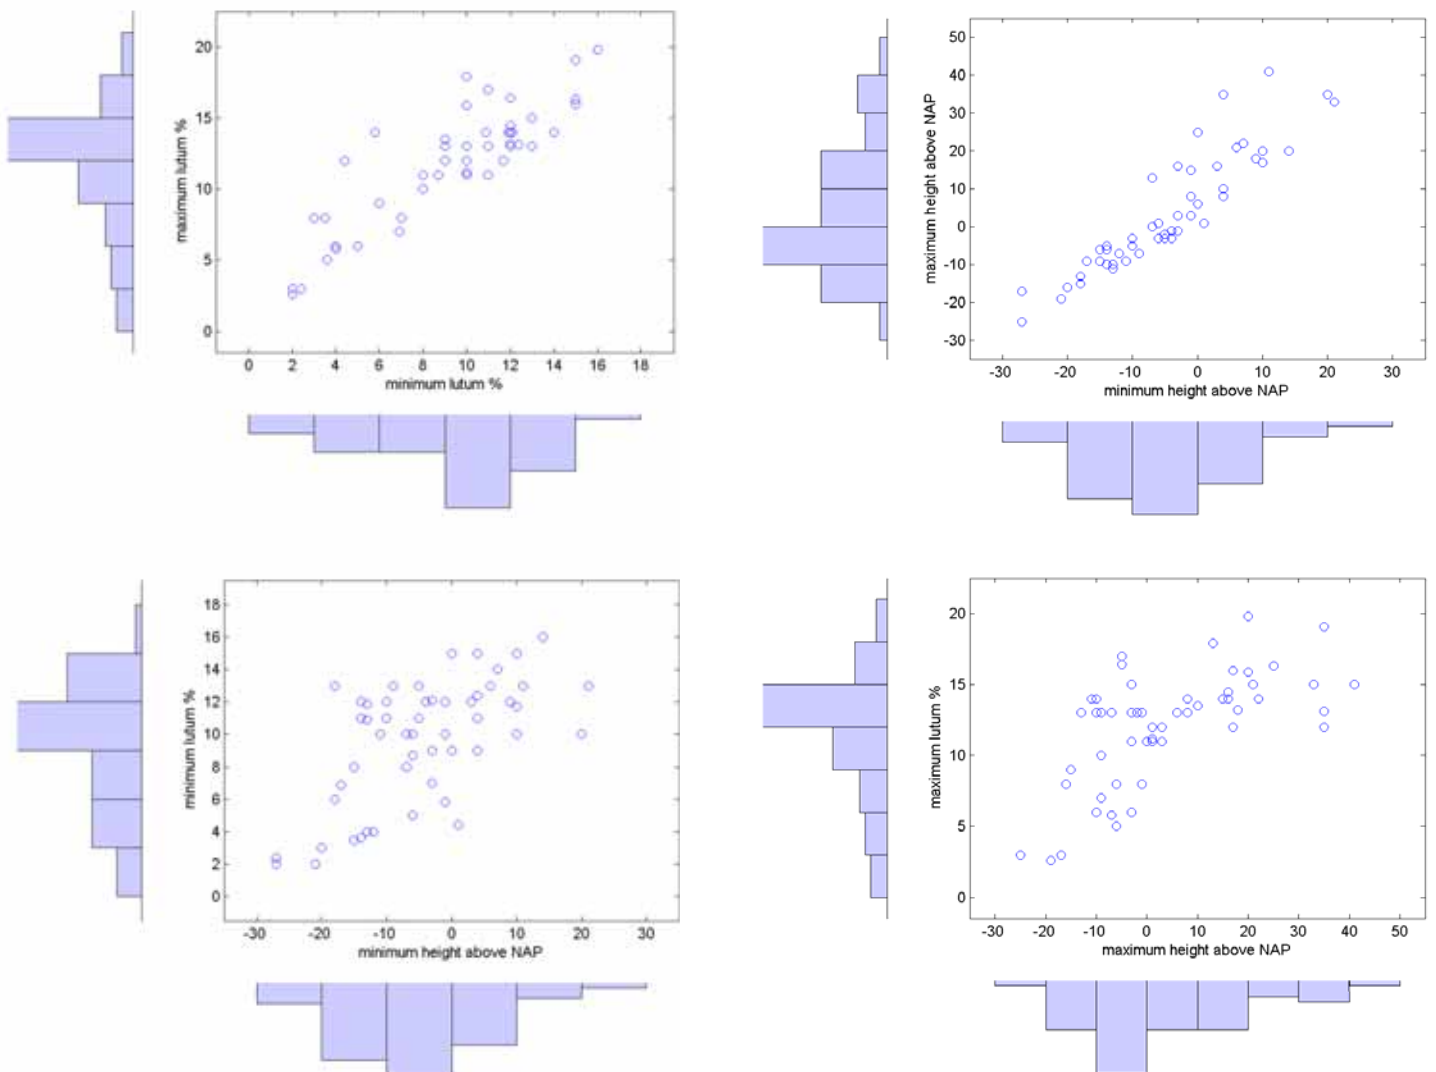 20
15
10
5
0
maximum lutum %
0 2 4 6 8 10 12 14 16 18
minimum lutum %
50
40
30
20
10
0
-10
-20
-30
maximum height above NAP
-30 -20 -10 0 10 20 30
minimum height above NAP
18
16
14
12
10
8
6
4
2
0
minimum lutum %
-30 -20 -10 0 10 20 30
minimum height above NAP
20
15
10
5
0
maximum lutum %
-30 -20 -10 0 10 20 30 40 50
maximum height above NAP